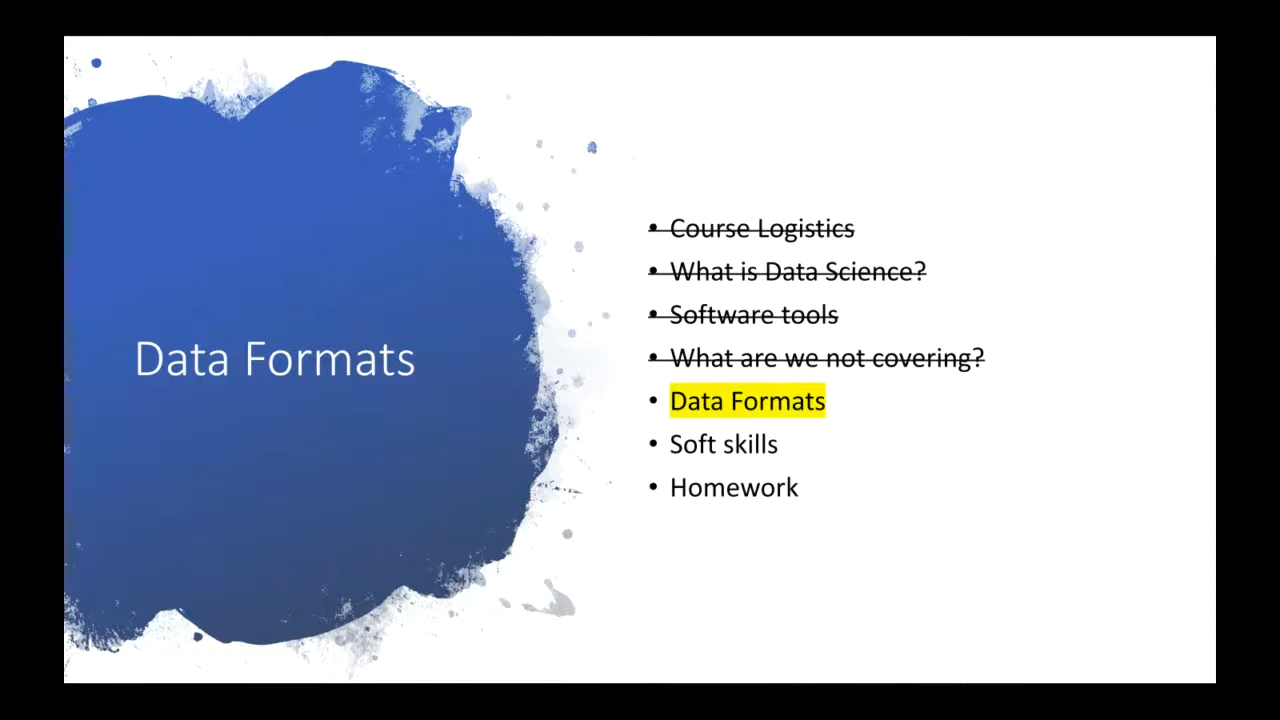 Data Formats
• Course Logistics
• What is Data Science?
• Software tools
• What are we not covering?
• Data Formats
• Soft skills
• Homework